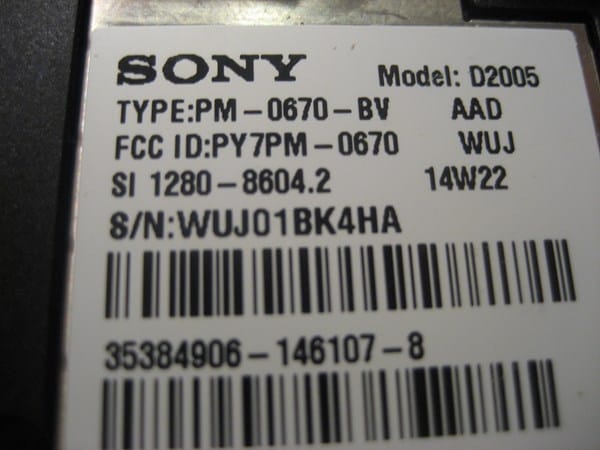 SONY Model: D2005
TYPE:PM-0670-BV AAD
FCC ID:PY7PM-0670 WUJ
SI 1280-8604.2 14W22
S/N:WUJ01BK4HA
35384906-146107-8